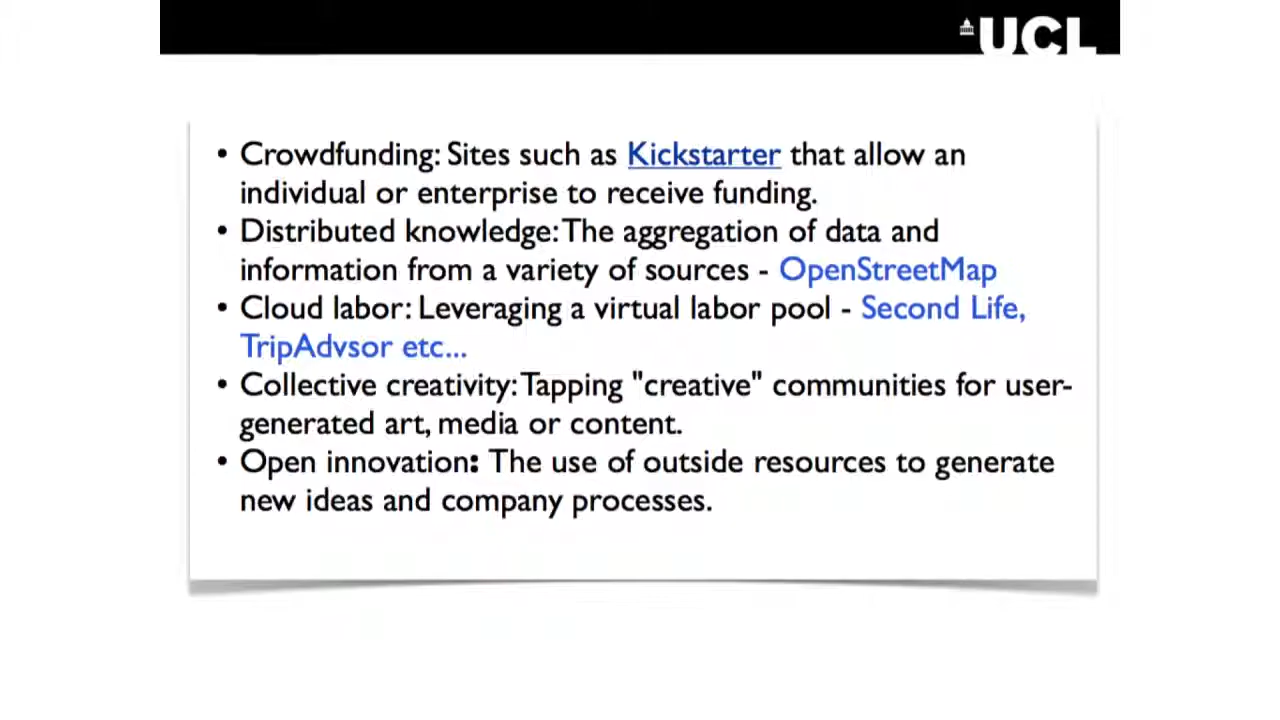 UCL
• Crowdfunding: Sites such as Kickstarter that allow an
individual or enterprise to receive funding.
• Distributed knowledge: The aggregation of data and
information from a variety of sources - OpenStreetMap
• Cloud labor: Leveraging a virtual labor pool - Second Life,
TripAdvsor etc...
• Collective creativity: Tapping "creative" communities for user-
generated art, media or content.
• Open innovation: The use of outside resources to generate
new ideas and company processes.